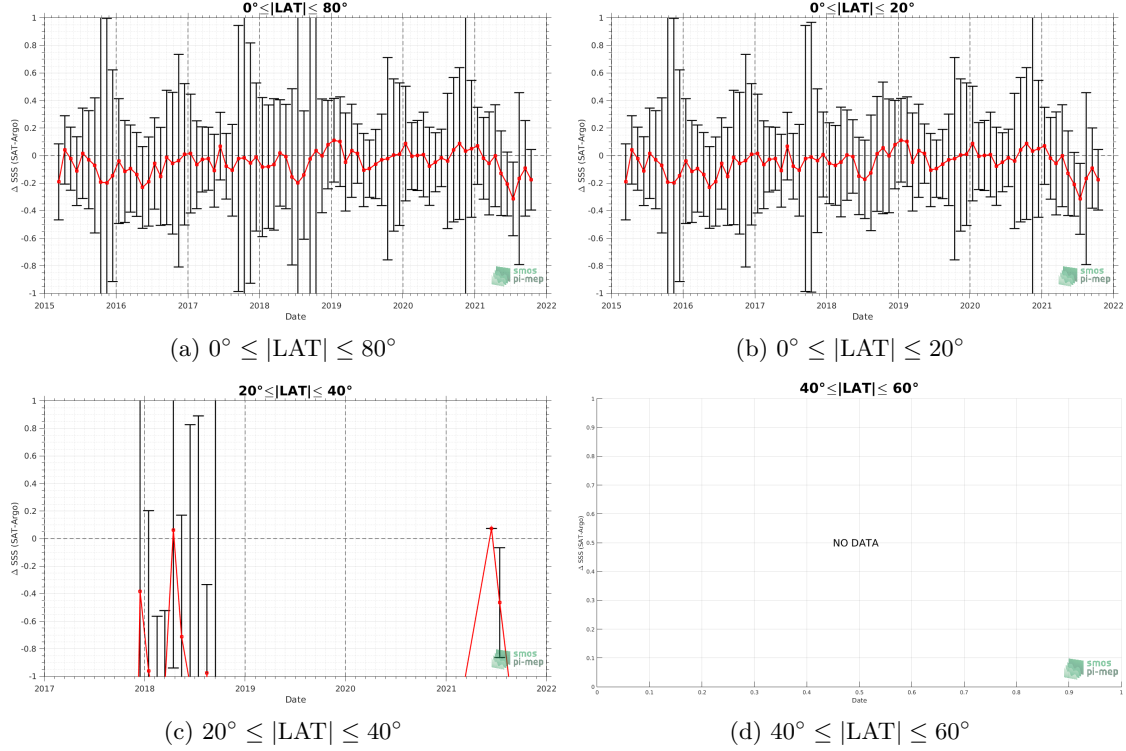 0°≤|LAT|≤ 80°
1
0.8
0.6
0.4
0.2
0
-0.2
-0.4
-0.6
-0.8
-1
Δ SSS (SAT-Argo)
2015 2016 2017 2018 2019 2020 2021 2022
Date
smos
pi-mep
(a) 0° ≤ |LAT| ≤ 80°
0°≤|LAT|≤ 20°
1
0.8
0.6
0.4
0.2
0
-0.2
-0.4
-0.6
-0.8
-1
Δ SSS (SAT-Argo)
2015 2016 2017 2018 2019 2020 2021 2022
Date
smos
pi-mep
(b) 0° ≤ |LAT| ≤ 20°
20°≤|LAT|≤ 40°
1
0.8
0.6
0.4
0.2
0
-0.2
-0.4
-0.6
-0.8
-1
Δ SSS (SAT-Argo)
2017 2018 2019 2020 2021 2022
Date
smos
pi-mep
(c) 20° ≤ |LAT| ≤ 40°
40°≤|LAT|≤ 60°
1
0.9
0.8
0.7
0.6
0.5
0.4
0.3
0.2
0.1
0
Δ SSS (SAT-Argo)
NO DATA
0 0.1 0.2 0.3 0.4 0.5 0.6 0.7 0.8 0.9 1
Date
smos
pi-mep
(d) 40° ≤ |LAT| ≤ 60°